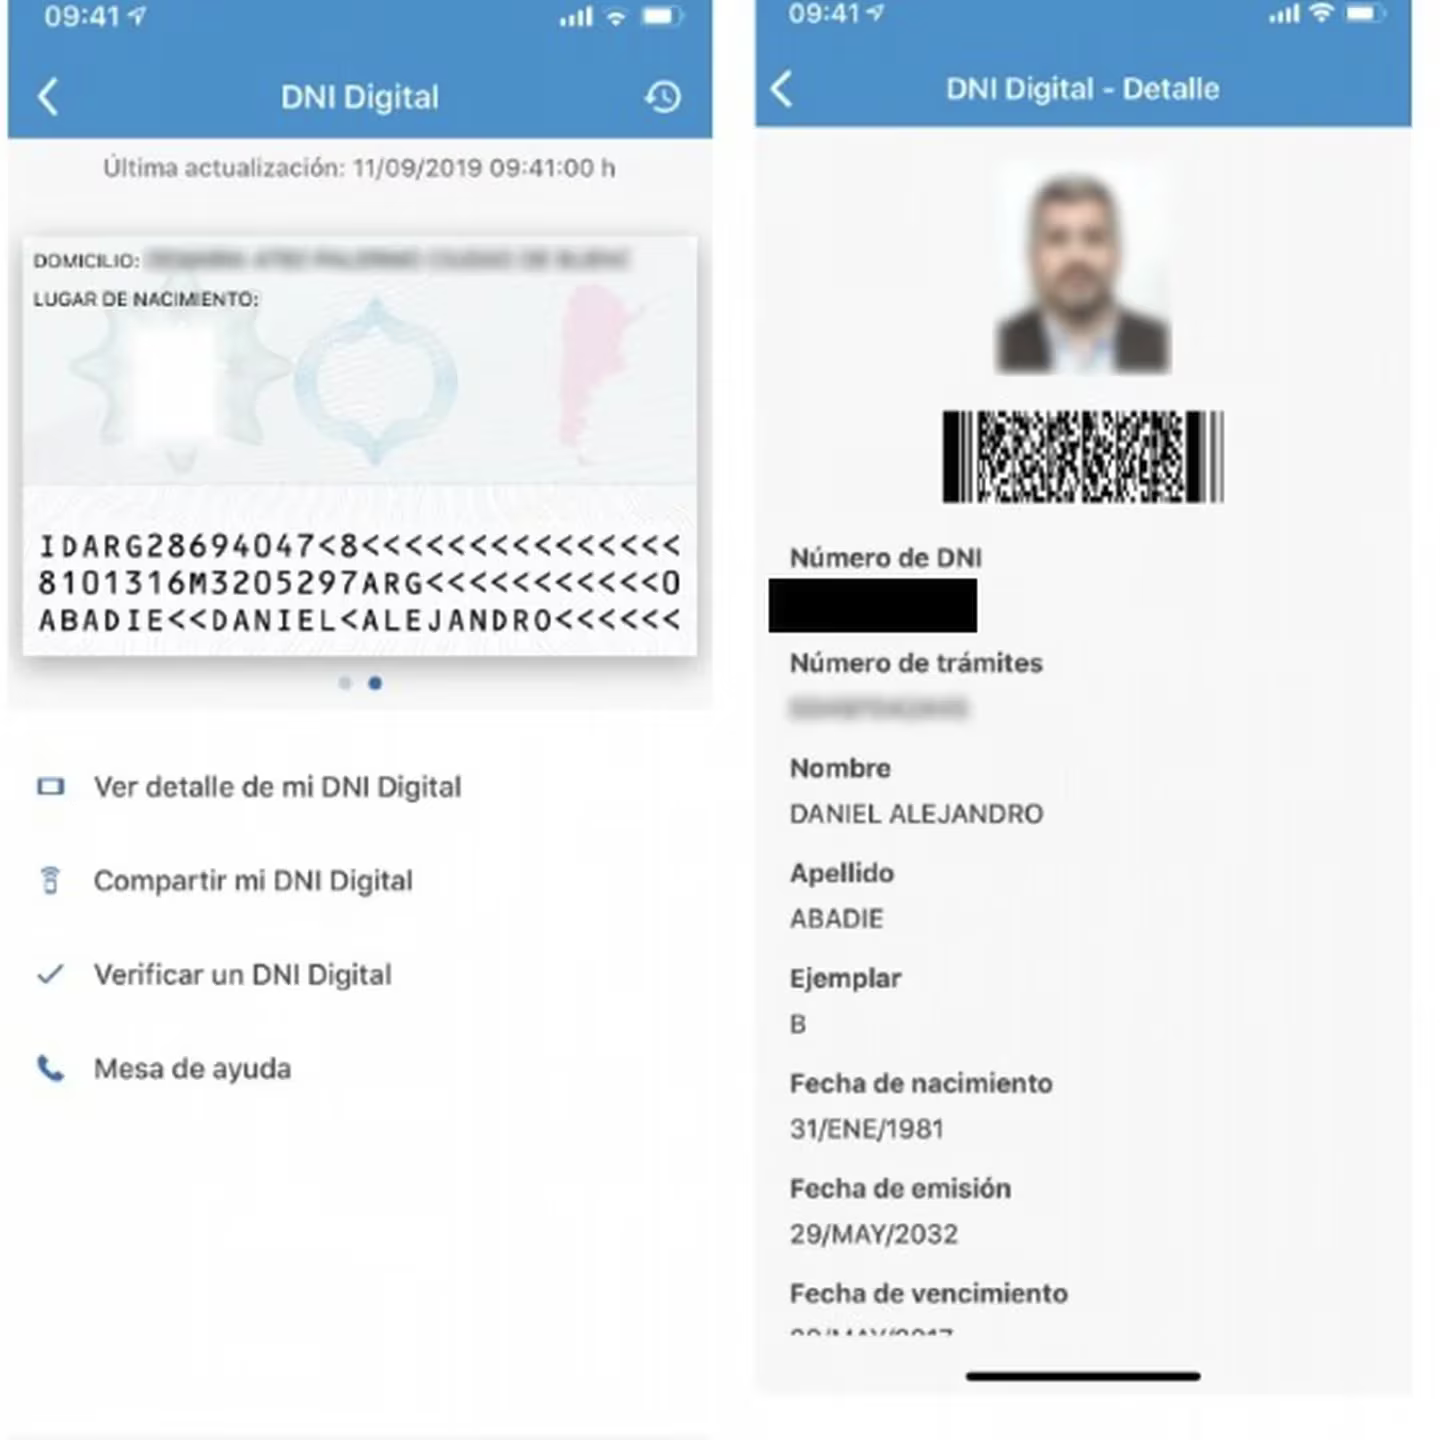 09:41
DNI Digital
Última actualización: 11/09/2019 09:41:00 h
DOMICILIO:
LUGAR DE NACIMIENTO:
IDARG28694047<8<<<<<<<<<<<<<<<
8101316M3205297ARG<<<<<<<<<<<0
ABADIE<<DANIEL<ALEJANDRO<<<<<<
Ver detalle de mi DNI Digital
Compartir mi DNI Digital
Verificar un DNI Digital
Mesa de ayuda
09:41
DNI Digital - Detalle
Número de DNI
Número de trámites
Nombre
DANIEL ALEJANDRO
Apellido
ABADIE
Ejemplar
B
Fecha de nacimiento
31/ENE/1981
Fecha de emisión
29/MAY/2032
Fecha de vencimiento